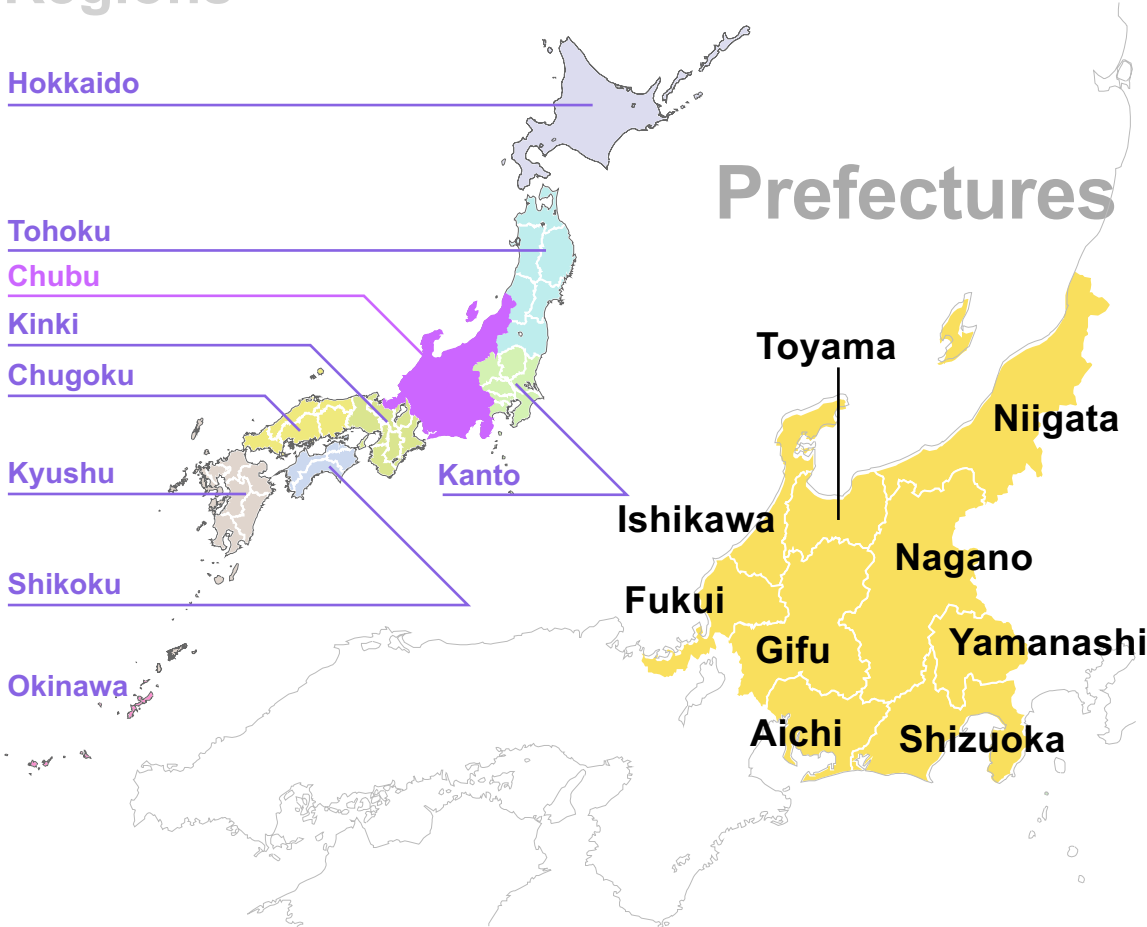 Regions
Hokkaido
Prefectures
Tohoku
Chubu
Kinki
Chugoku
Kyushu
Kanto
Shikoku
Okinawa
Toyama
Niigata
Ishikawa
Nagano
Fukui
Yamanashi
Gifu
Aichi
Shizuoka